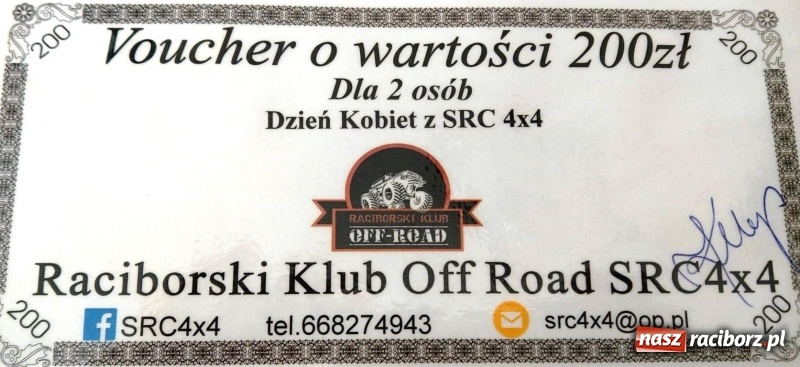 200
200
Voucher o wartości 200zł
Dla 2 osób
Dzień Kobiet z SRC 4x4
RACIBORSKI KLUB
OFF-ROAD
Raciborski Klub Off Road SRC4x4
SRC4x4 tel.668274943 src4x4@op.pl
200
200
nasz raciborz.pl